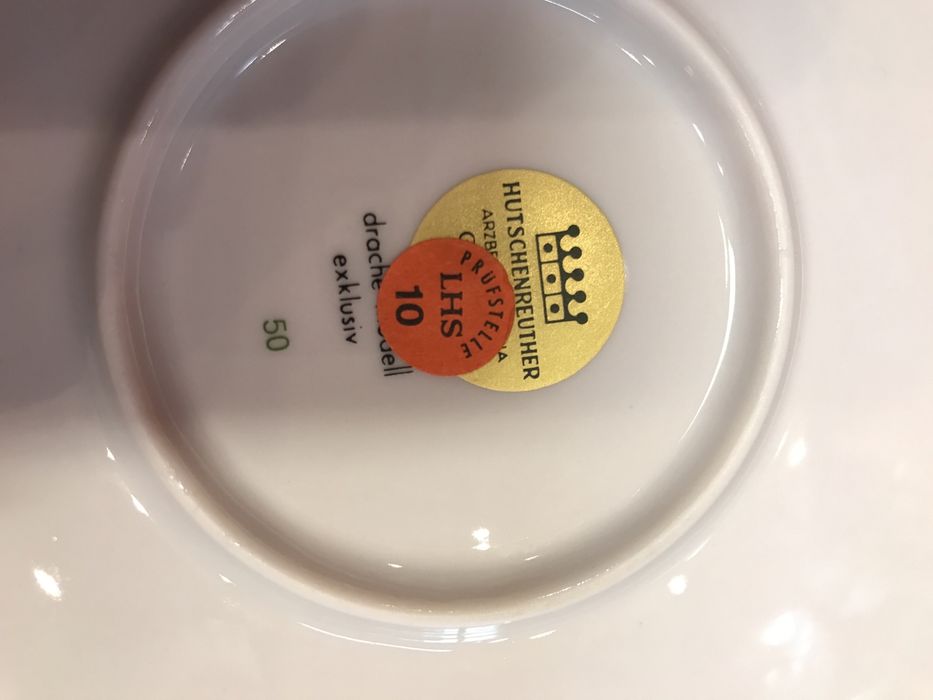 HUTSCHENREUTHER
PRÜFSTELLE
LHS
10
exklusiv
50